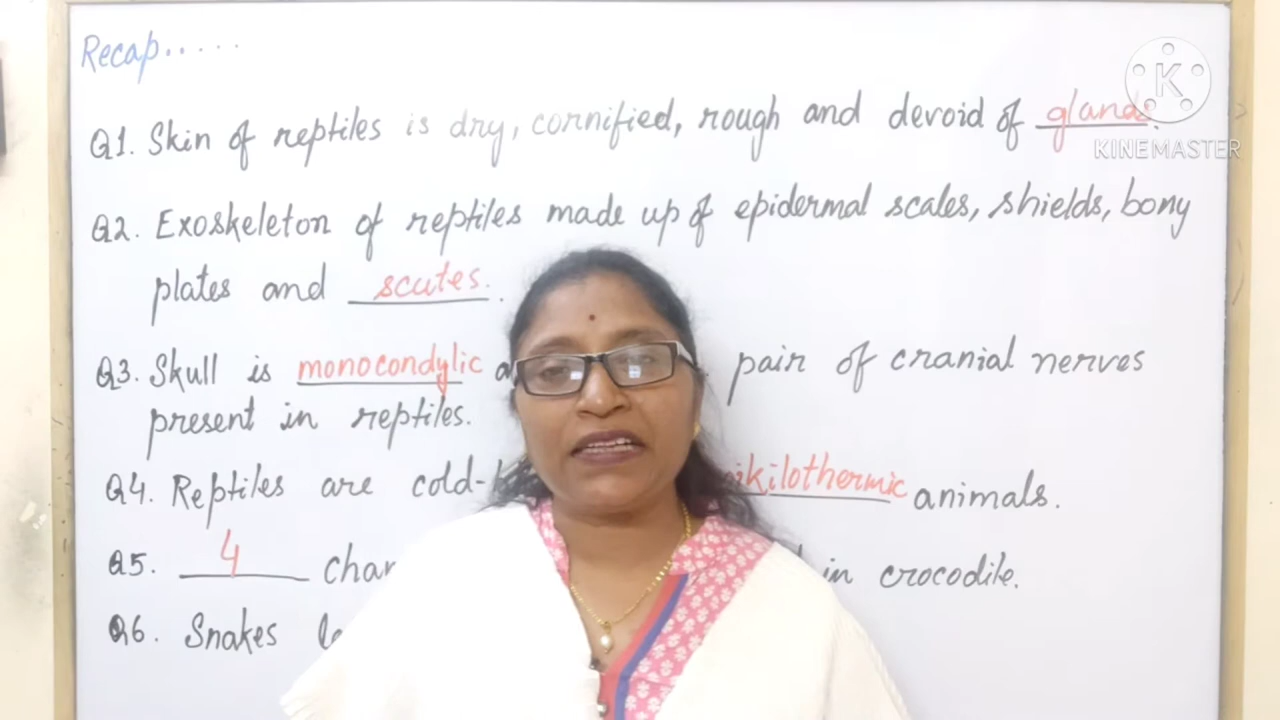 Recap.....
Q1. Skin of reptiles is dry, cornified, rough and devoid of glands.
K
KINEMASTER
Q2. Exoskeleton of reptiles made up of epidermal scales, shields, bony
plates and scutes.
Q3. Skull is monocondylic pair of cranial nerves
present in reptiles.
Q4. Reptiles are cold- animals.
Q5. 4 in crocodile.
Q6. Snakes